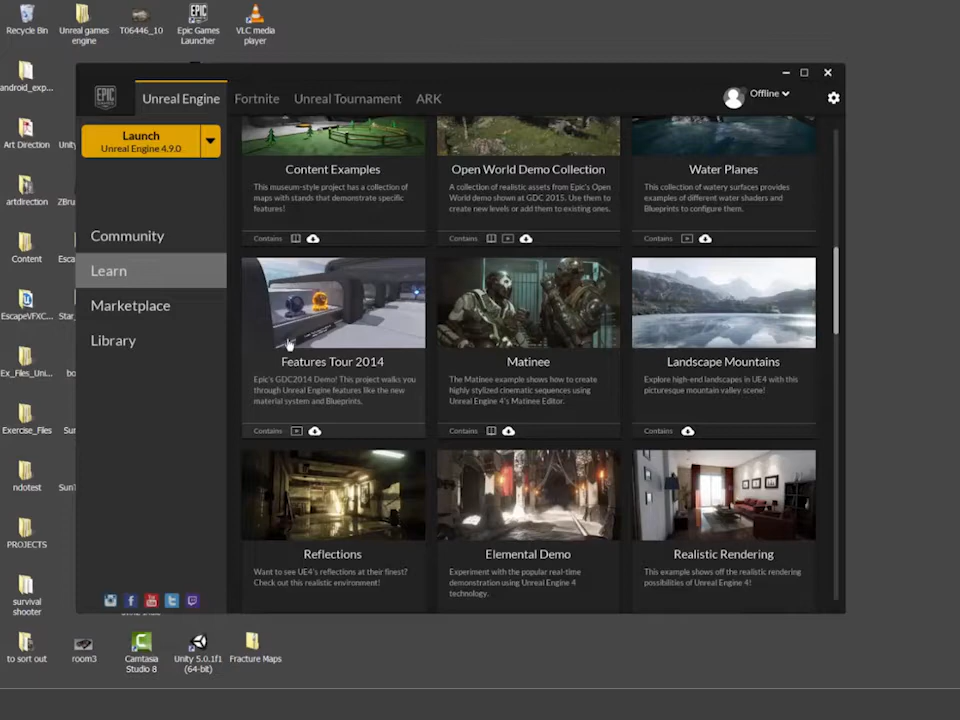 Recycle Bin
Unreal games
engine
T06446_10
Epic Games
Launcher
VLC media
player
android_exp...
Art Direction
Unity
artdirection
ZBru
Content
Esca
EscapeVFXC...
Star_
Ex_Files_Uni...
bo
Exercise_Files
Sur
ndotest
SunT
PROJECTS
survival
shooter
to sort out
room3
Camtasia
Studio 8
Unity 5.0.1f1
(64-bit)
Fracture Maps
EPIC
GAMES
Unreal Engine
Fortnite
Unreal Tournament
ARK
Offline
Launch
Unreal Engine 4.9.0
Community
Learn
Marketplace
Library
Content Examples
This museum-style project has a collection of
maps with stands that demonstrate specific
features!
Contains
Open World Demo Collection
A collection of realistic assets from Epic's Open
World demo shown at GDC 2015. Use them to
create new levels or add them to existing ones.
Contains
Water Planes
This collection of watery surfaces provides
examples of different water shaders and
Blueprints to configure them.
Contains
Features Tour 2014
Epic's GDC2014 Demo! This project walks you
through Unreal Engine features like the new
material system and Blueprints.
Contains
Matinee
The Matinee example shows how to create
highly stylized cinematic sequences using
Unreal Engine 4's Matinee Editor.
Contains
Landscape Mountains
Explore high-end landscapes in UE4 with this
picturesque mountain valley scene!
Contains
Reflections
Want to see UE4's reflections at their finest?
Check out this realistic environment!
Elemental Demo
Experiment with the popular real-time
demonstration using Unreal Engine 4
technology.
Realistic Rendering
This example shows off the realistic rendering
possibilities of Unreal Engine 4!